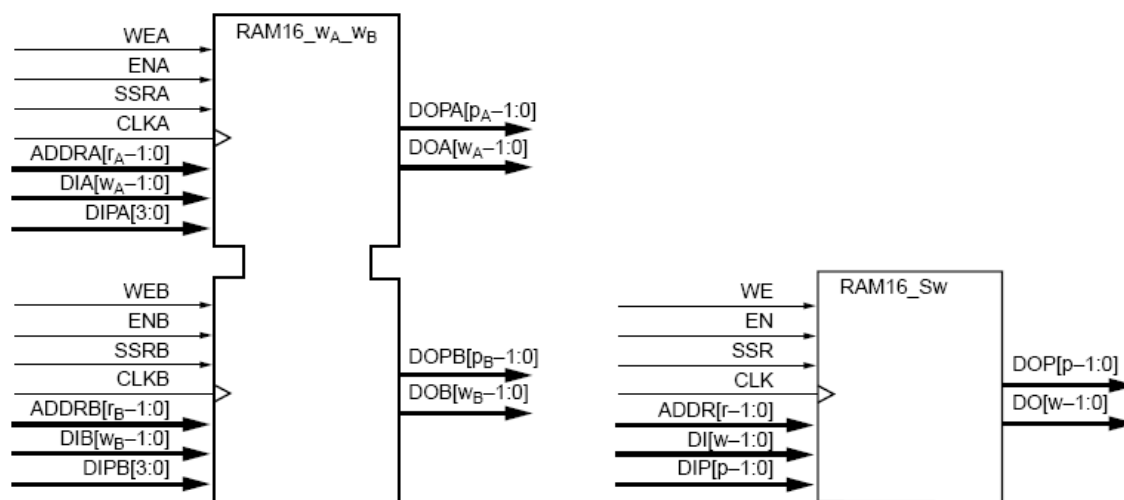 RAM16_wA_wB
WEA
ENA
SSRA
CLKA
ADDRA[rA–1:0]
DIA[wA–1:0]
DIPA[3:0]
DOPA[pA–1:0]
DOA[wA–1:0]
WEB
ENB
SSRB
CLKB
ADDRB[rB–1:0]
DIB[wB–1:0]
DIPB[3:0]
DOPB[pB–1:0]
DOB[wB–1:0]
RAM16_Sw
WE
EN
SSR
CLK
ADDR[r–1:0]
DI[w–1:0]
DIP[p–1:0]
DOP[p–1:0]
DO[w–1:0]